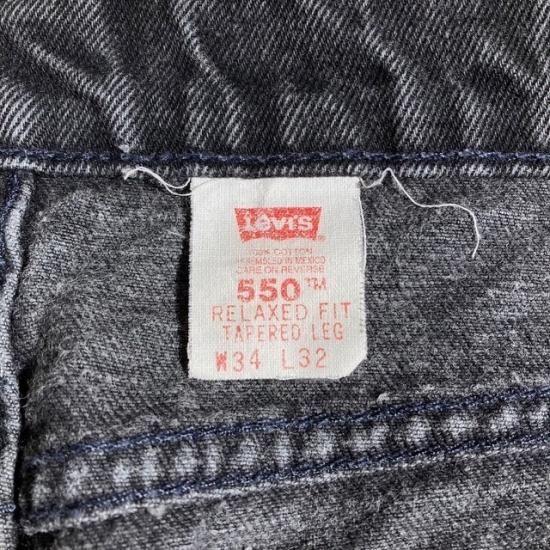 LEVI'S ®
100% COTTON
ASSEMBLED IN MEXICO
CARE ON REVERSE
550™
RELAXED FIT
TAPERED LEG
W34 L32